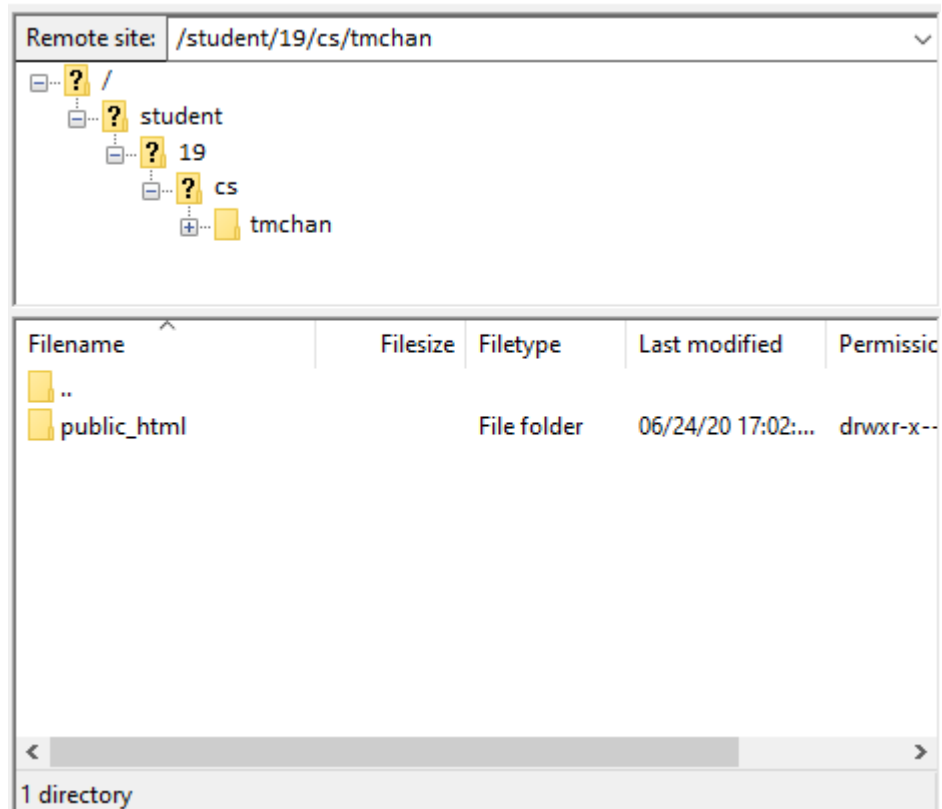 Remote site: /student/19/cs/tmchan
? /
? student
? 19
? cs
tmchan
Filename Filesize Filetype Last modified Permissic
..
public_html File folder 06/24/20 17:02:... drwxr-x--
1 directory